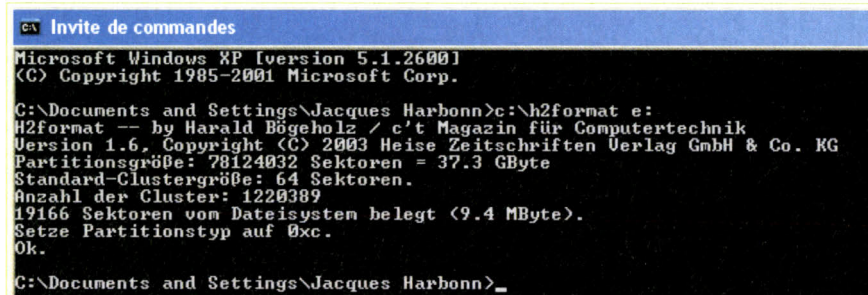 Invite de commandes
Microsoft Windows XP [version 5.1.2600]
(C) Copyright 1985-2001 Microsoft Corp.
C:\Documents and Settings\Jacques Harbonn>c:\h2format e:
H2format -- by Harald Bögeholz / c't Magazin für Computertechnik
Version 1.6, Copyright (C) 2003 Heise Zeitschriften Verlag GmbH & Co. KG
Partitionsgröße: 78124032 Sektoren = 37.3 GByte
Standard-Clustergröße: 64 Sektoren.
Anzahl der Cluster: 1220389
19166 Sektoren vom Dateisystem belegt (9.4 MByte).
Setze Partitionstyp auf 0xc.
Ok.
C:\Documents and Settings\Jacques Harbonn>_